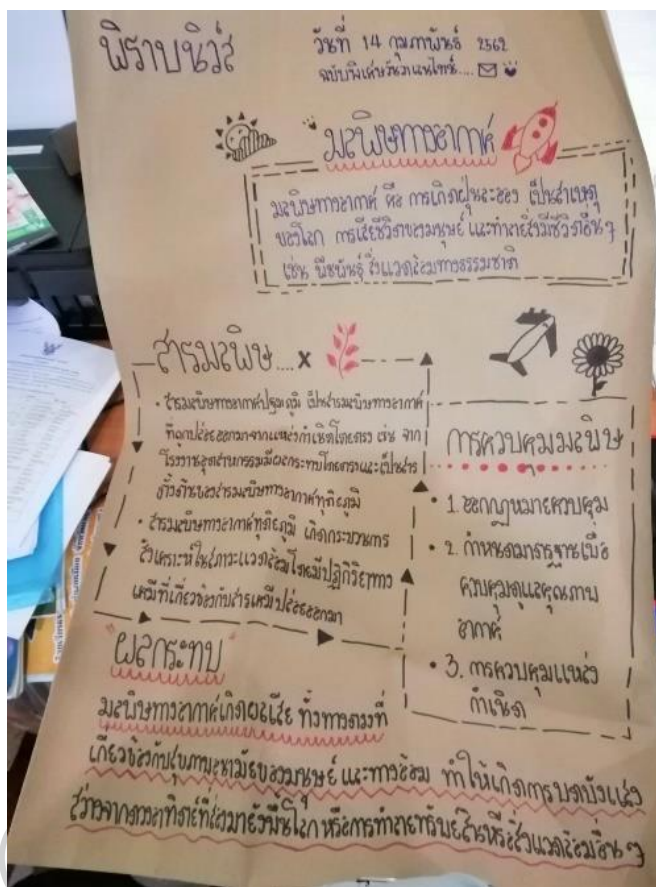 พิราบนิวส์
วันที่ 14 กุมภาพันธ์ 2562
ฉบับพิเศษวันวาเลนไทน์....
มลพิษทางอากาศ
มลพิษทางอากาศ คือ การเกิดฝุ่นละออง เป็นสาเหตุ
ของโลก การเสียชีวิตของมนุษย์ และทำลายสิ่งมีชีวิตอื่น ๆ
เช่น พืชพันธุ์ สิ่งแวดล้อมทางธรรมชาติ
สารมลพิษ....x
• สารมลพิษทางอากาศปฐมภูมิ เป็นสารมลพิษทางอากาศ
ที่ถูกปล่อยออกมาจากแหล่งกำเนิดโดยตรง เช่น จาก
โรงงานอุตสาหกรรมมีผลกระทบโดยตรงและเป็นสาร
ตั้งต้นของสารมลพิษทางอากาศทุติยภูมิ
• สารมลพิษทางอากาศทุติยภูมิ เกิดกระบวนการ
สังเคราะห์ในสภาวะแวดล้อมโดยมีปฏิกิริยาทาง
เคมีที่เกี่ยวข้องกับสารเคมีปล่อยออกมา
การควบคุมมลพิษ
• 1. ออกกฎหมายควบคุม
• 2. กำหนดมาตรฐานเพื่อ
ควบคุมดูแลคุณภาพ
อากาศ
• 3. การควบคุมแหล่ง
กำเนิด
"ผลกระทบ"
มลพิษทางอากาศเกิดผลเสีย ทั้งทางตรงที่
เกี่ยวข้องกับสุขภาพอนามัยของมนุษย์ และทางอ้อม ทำให้เกิดการบดบังแสง
สว่างจากดวงอาทิตย์ที่ส่องมายังพื้นโลก หรือการทำลายทรัพย์สินหรือสิ่งแวดล้อมอื่น ๆ